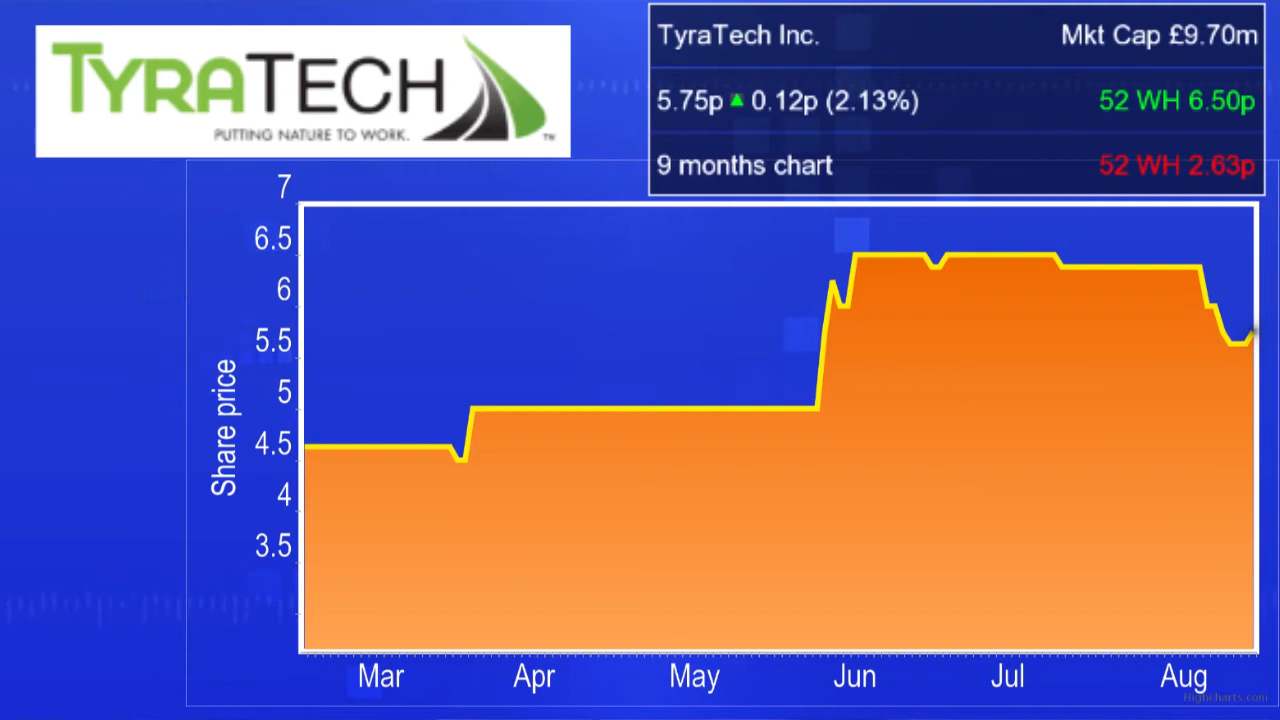 TYRATECH
PUTTING NATURE TO WORK.
TM
TyraTech Inc. Mkt Cap £9.70m
5.75p ▲ 0.12p (2.13%) 52 WH 6.50p
9 months chart 52 WH 2.63p
7
6.5
6
5.5
5
4.5
4
3.5
Share price
Mar Apr May Jun Jul Aug
Highcharts.com